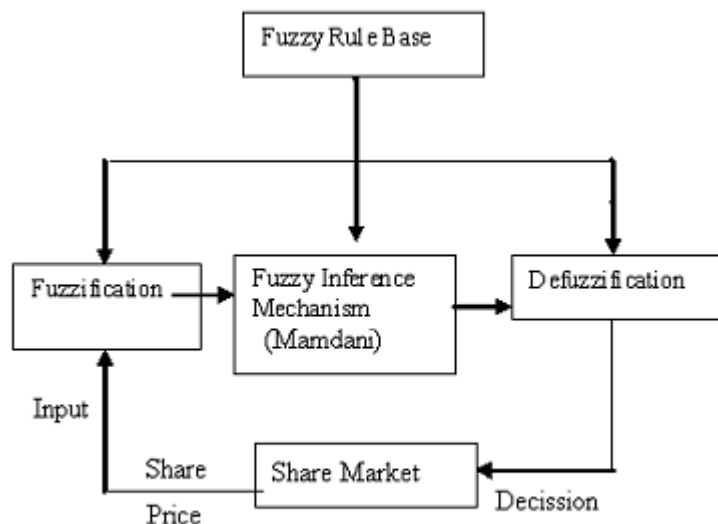 Fuzzy Rule Base
Fuzzification
Fuzzy Inference
Mechanism
(Mamdani)
Defuzzification
Input
Share
Price
Share Market
Decission